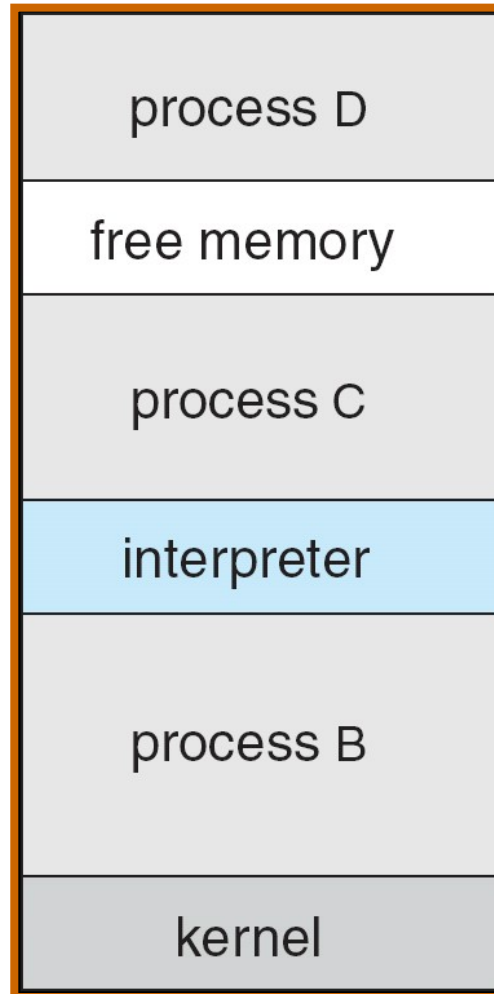 process D
free memory
process C
interpreter
process B
kernel